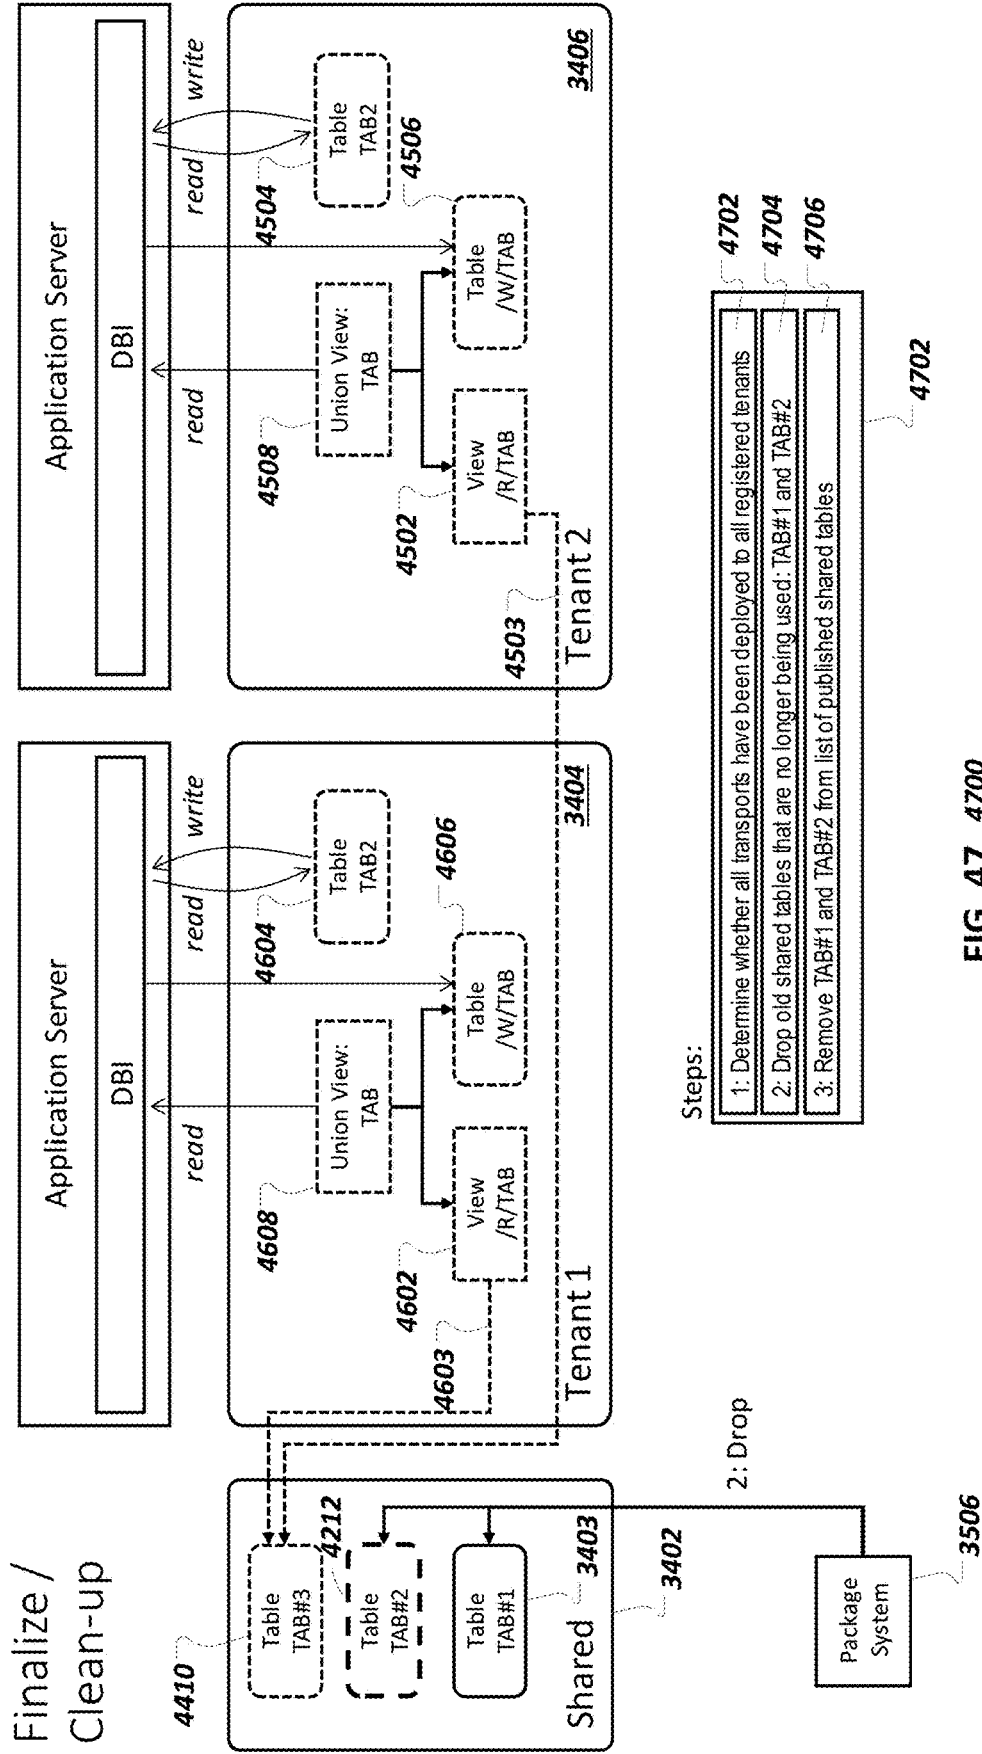 Finalize /
Clean-up
Application Server
DBI
Application Server
DBI
read
read
write
read
read
write
4410
Table
TAB#3
4212
Table
TAB#2
Table
TAB#1
3403
Shared
3402
4608
Union View:
TAB
4604
Table
TAB2
4602
View
/R/TAB
4603
Table
/W/TAB
4606
Tenant 1
3404
4508
Union View:
TAB
4504
Table
TAB2
4502
View
/R/TAB
4503
Table
/W/TAB
4506
Tenant 2
3406
2: Drop
Package
System
3506
Steps:
1: Determine whether all transports have been deployed to all registered tenants
4702
2: Drop old shared tables that are no longer being used: TAB#1 and TAB#2
4704
3: Remove TAB#1 and TAB#2 from list of published shared tables
4706
4702
FIG. 47 4700